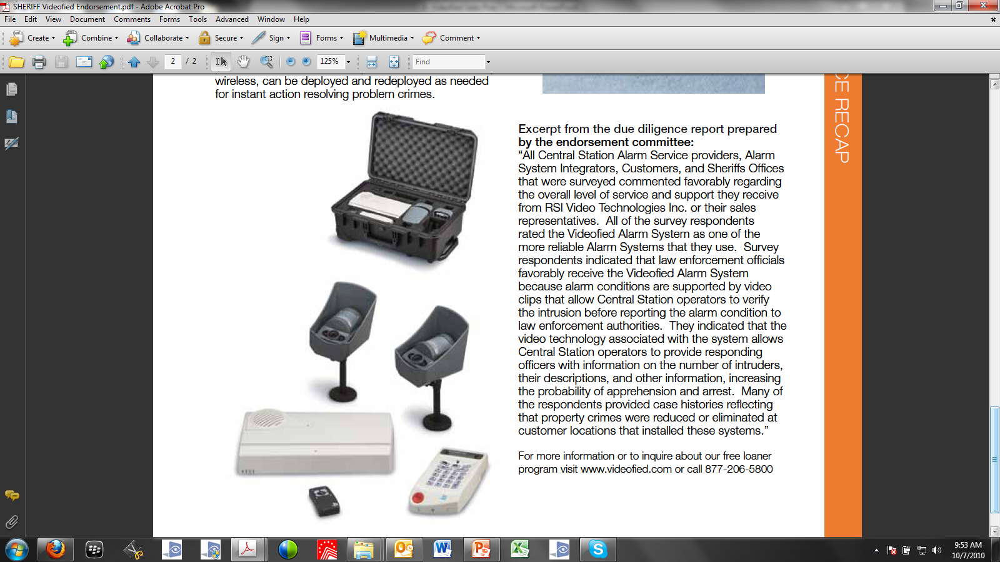 SHERIFF Videofied Endorsement.pdf - Adobe Acrobat Pro
File Edit View Document Comments Forms Tools Advanced Window Help
Create Combine Collaborate Secure Sign Forms Multimedia Comment
2 / 2 125% Find
wireless, can be deployed and redeployed as needed
for instant action resolving problem crimes.
CE RECAP
Excerpt from the due diligence report prepared
by the endorsement committee:
“All Central Station Alarm Service providers, Alarm
System Integrators, Customers, and Sheriffs Offices
that were surveyed commented favorably regarding
the overall level of service and support they receive
from RSI Video Technologies Inc. or their sales
representatives. All of the survey respondents
rated the Videofied Alarm System as one of the
more reliable Alarm Systems that they use. Survey
respondents indicated that law enforcement officials
favorably receive the Videofied Alarm System
because alarm conditions are supported by video
clips that allow Central Station operators to verify
the intrusion before reporting the alarm condition to
law enforcement authorities. They indicated that the
video technology associated with the system allows
Central Station operators to provide responding
officers with information on the number of intruders,
their descriptions, and other information, increasing
the probability of apprehension and arrest. Many of
the respondents provided case histories reflecting
that property crimes were reduced or eliminated at
customer locations that installed these systems.”
For more information or to inquire about our free loaner
program visit www.videofied.com or call 877-206-5800
9:53 AM
10/7/2010